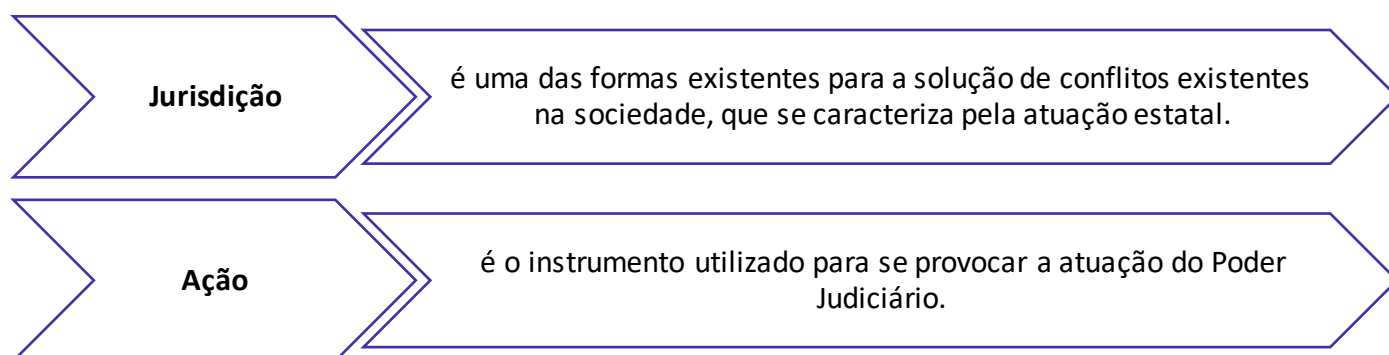 Jurisdição
é uma das formas existentes para a solução de conflitos existentes
na sociedade, que se caracteriza pela atuação estatal.
Ação
é o instrumento utilizado para se provocar a atuação do Poder
Judiciário.